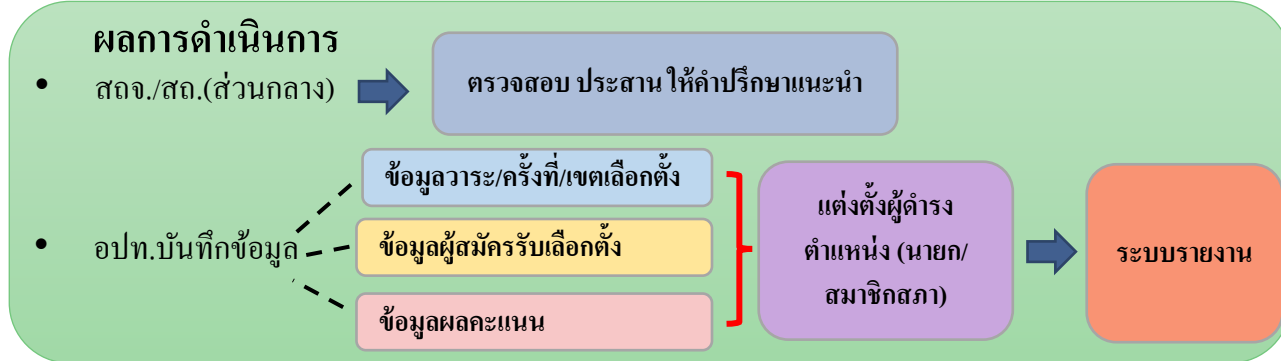 ผลการดำเนินการ
• สถจ./สถ.(ส่วนกลาง)
ตรวจสอบ ประสาน ให้คำปรึกษาแนะนำ
• อปท.บันทึกข้อมูล
ข้อมูลวาระ/ครั้งที่/เขตเลือกตั้ง
ข้อมูลผู้สมัครรับเลือกตั้ง
ข้อมูลผลคะแนน
แต่งตั้งผู้ดำรง
ตำแหน่ง (นายก/
สมาชิกสภา)
ระบบรายงาน